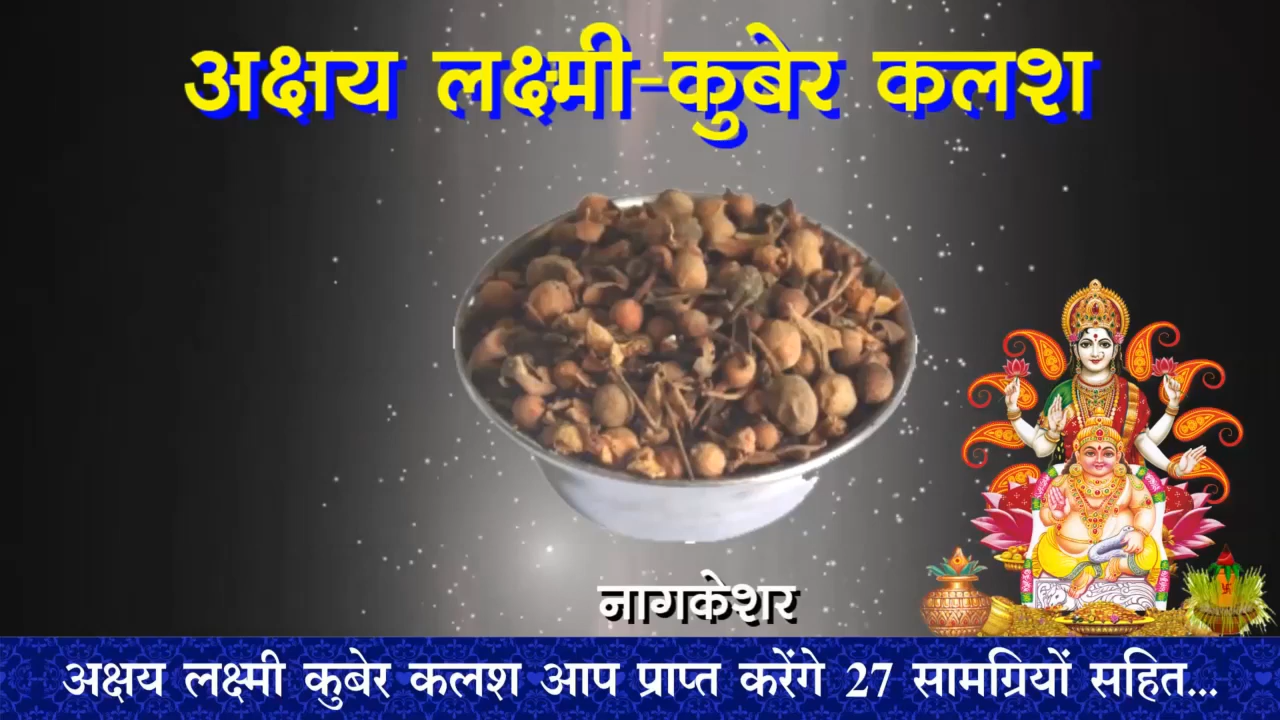 अक्षय लक्ष्मी-कुबेर कलश
नागकेशर
अक्षय लक्ष्मी कुबेर कलश आप प्राप्त करेंगे 27 सामग्रियों सहित...